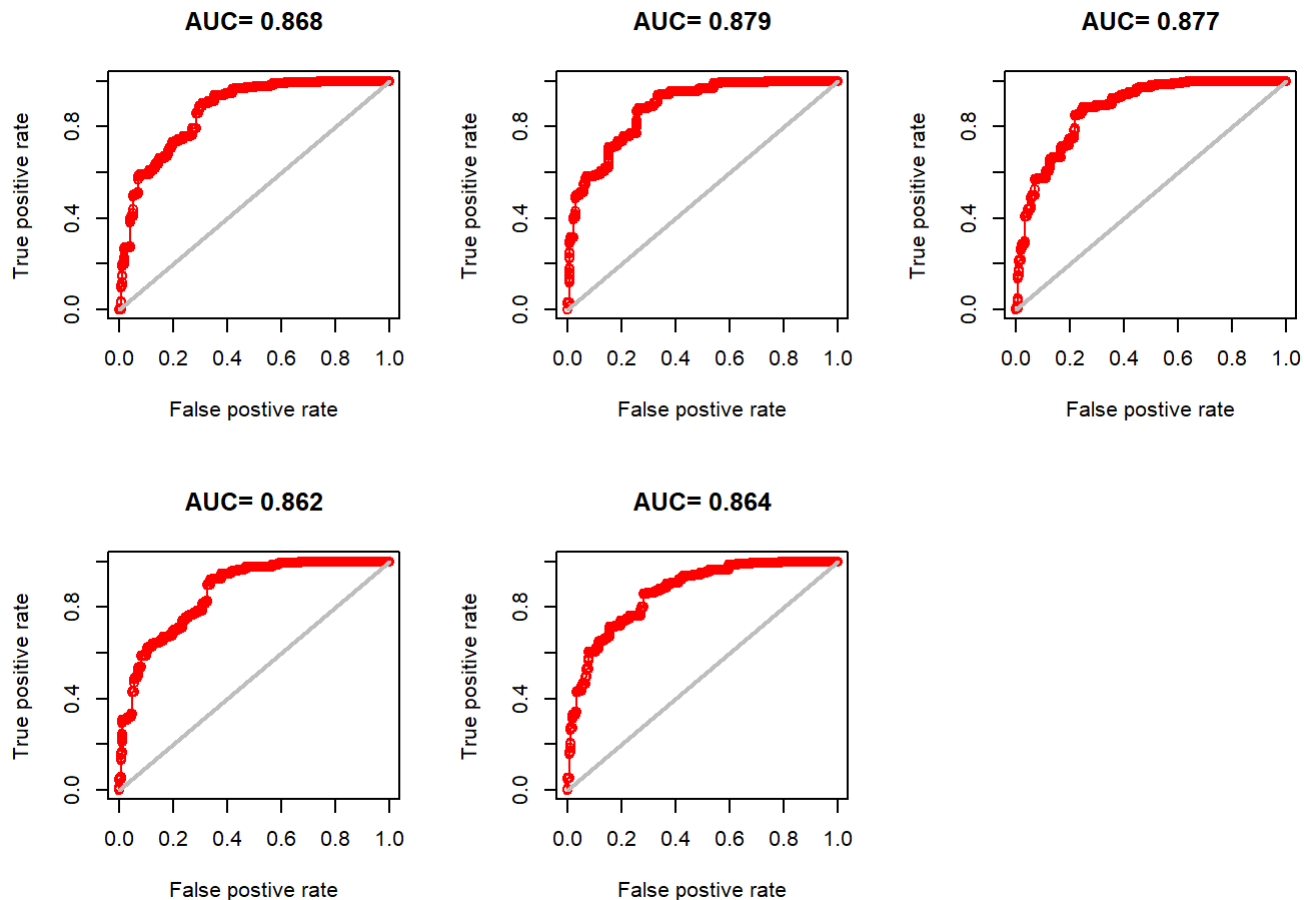 AUC= 0.868
True positive rate
0.8
0.4
0.0
0.0 0.2 0.4 0.6 0.8 1.0
False postive rate
AUC= 0.879
True positive rate
0.8
0.4
0.0
0.0 0.2 0.4 0.6 0.8 1.0
False postive rate
AUC= 0.877
True positive rate
0.8
0.4
0.0
0.0 0.2 0.4 0.6 0.8 1.0
False postive rate
AUC= 0.862
True positive rate
0.8
0.4
0.0
0.0 0.2 0.4 0.6 0.8 1.0
False postive rate
AUC= 0.864
True positive rate
0.8
0.4
0.0
0.0 0.2 0.4 0.6 0.8 1.0
False postive rate